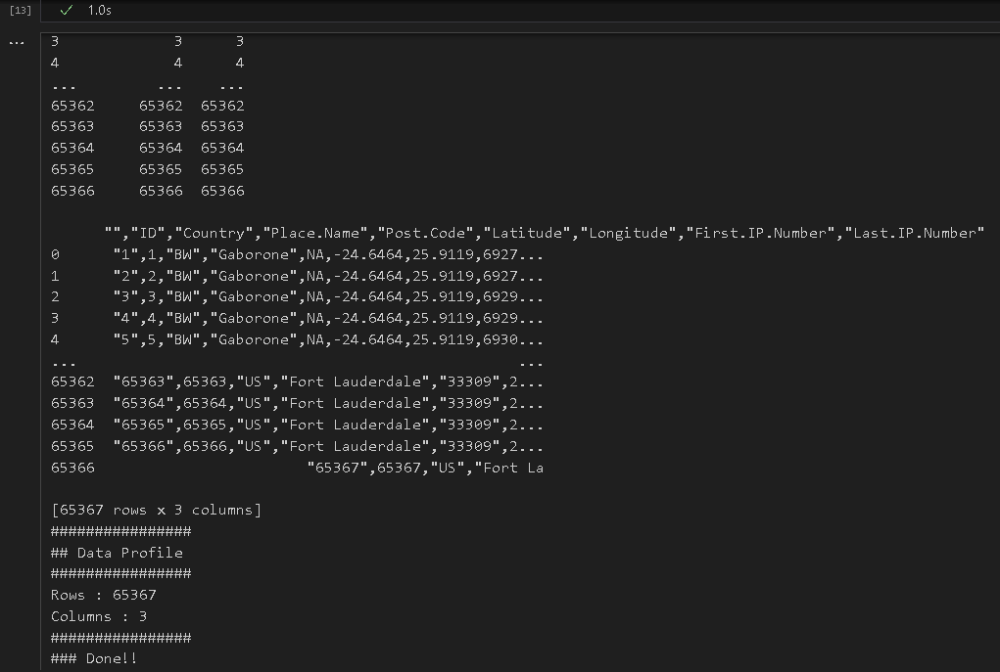 [13] ✓ 1.0s
...
3 3 3
4 4 4
... ... ...
65362 65362 65362
65363 65363 65363
65364 65364 65364
65365 65365 65365
65366 65366 65366
"","ID","Country","Place.Name","Post.Code","Latitude","Longitude","First.IP.Number","Last.IP.Number"
0 "1",1,"BW","Gaborone",NA,-24.6464,25.9119,6927...
1 "2",2,"BW","Gaborone",NA,-24.6464,25.9119,6927...
2 "3",3,"BW","Gaborone",NA,-24.6464,25.9119,6929...
3 "4",4,"BW","Gaborone",NA,-24.6464,25.9119,6929...
4 "5",5,"BW","Gaborone",NA,-24.6464,25.9119,6930...
... ...
65362 "65363",65363,"US","Fort Lauderdale","33309",2...
65363 "65364",65364,"US","Fort Lauderdale","33309",2...
65364 "65365",65365,"US","Fort Lauderdale","33309",2...
65365 "65366",65366,"US","Fort Lauderdale","33309",2...
65366 "65367",65367,"US","Fort La
[65367 rows x 3 columns]
################
## Data Profile
################
Rows : 65367
Columns : 3
################
### Done!!